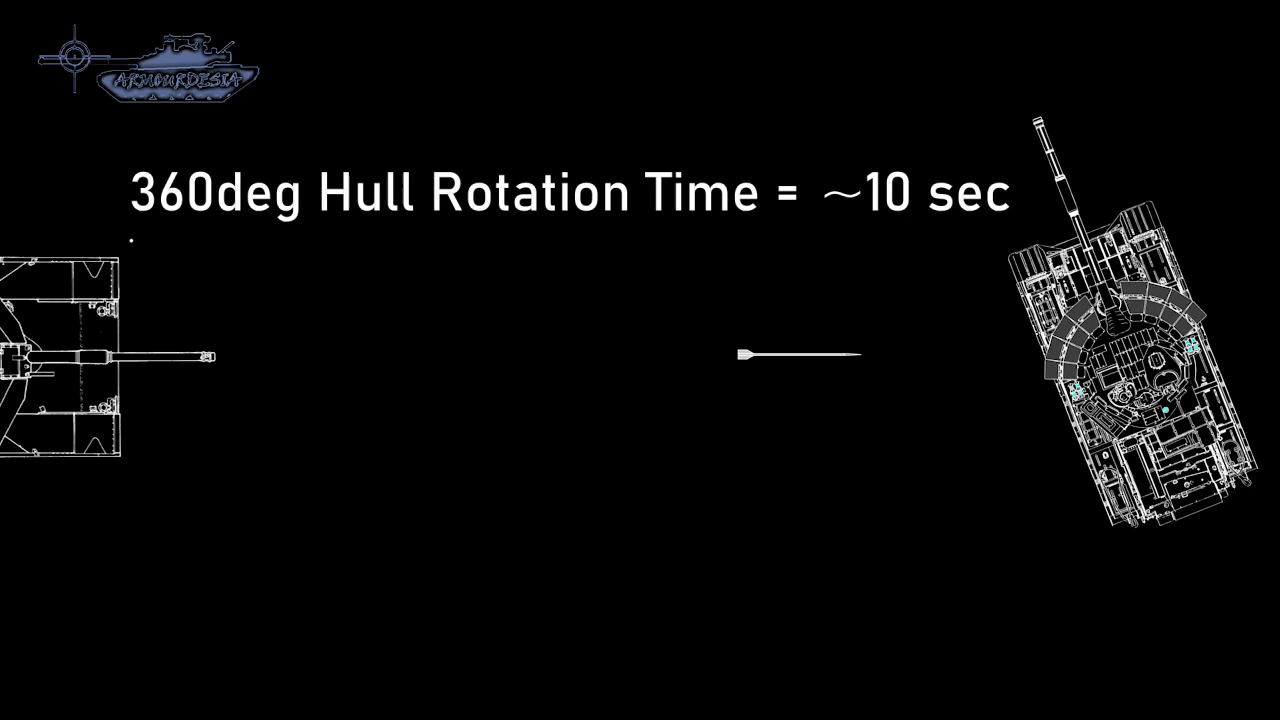 ARMOURDESIA
360deg Hull Rotation Time = ~10 sec
.